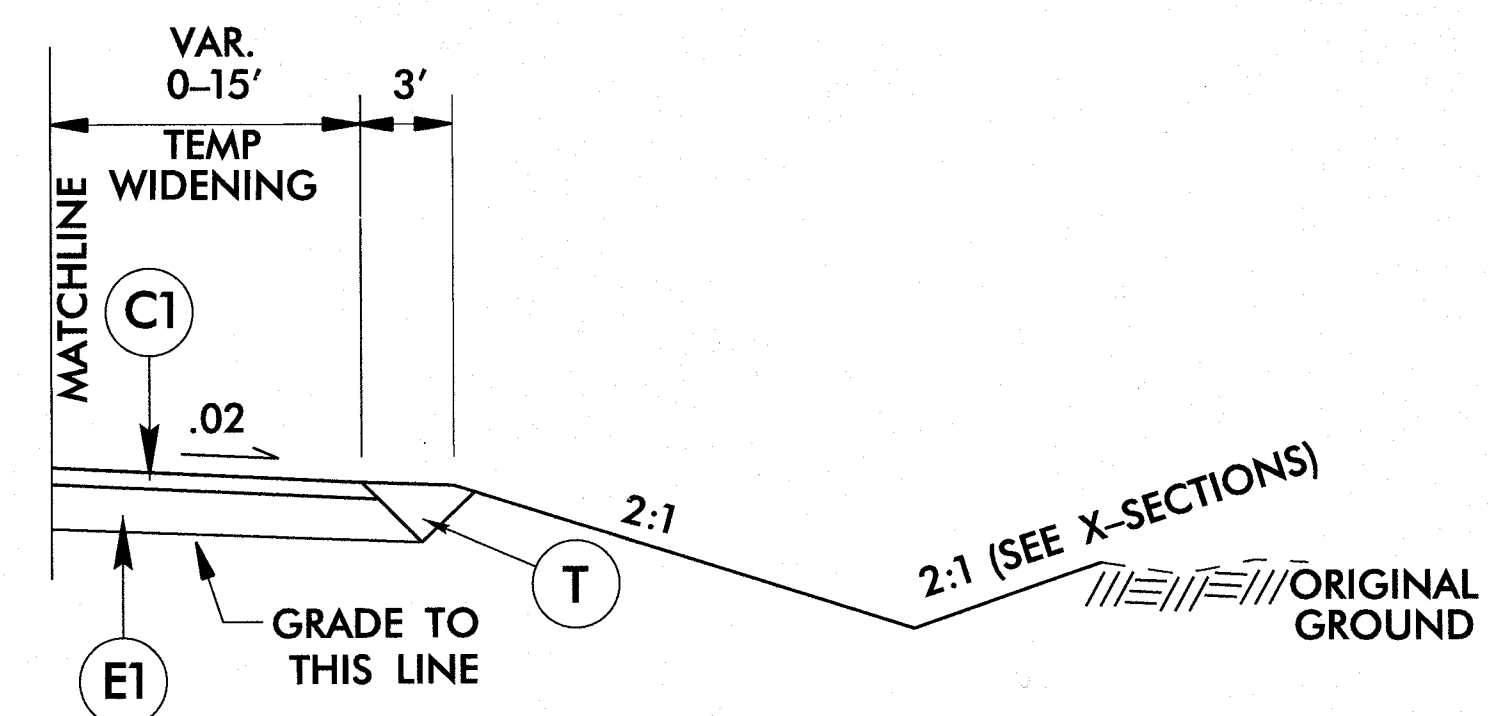 VAR.
0–15′
3′
TEMP
WIDENING
MATCHLINE
C1
.02
2:1
2:1 (SEE X–SECTIONS)
T
ORIGINAL
GROUND
GRADE TO
THIS LINE
E1